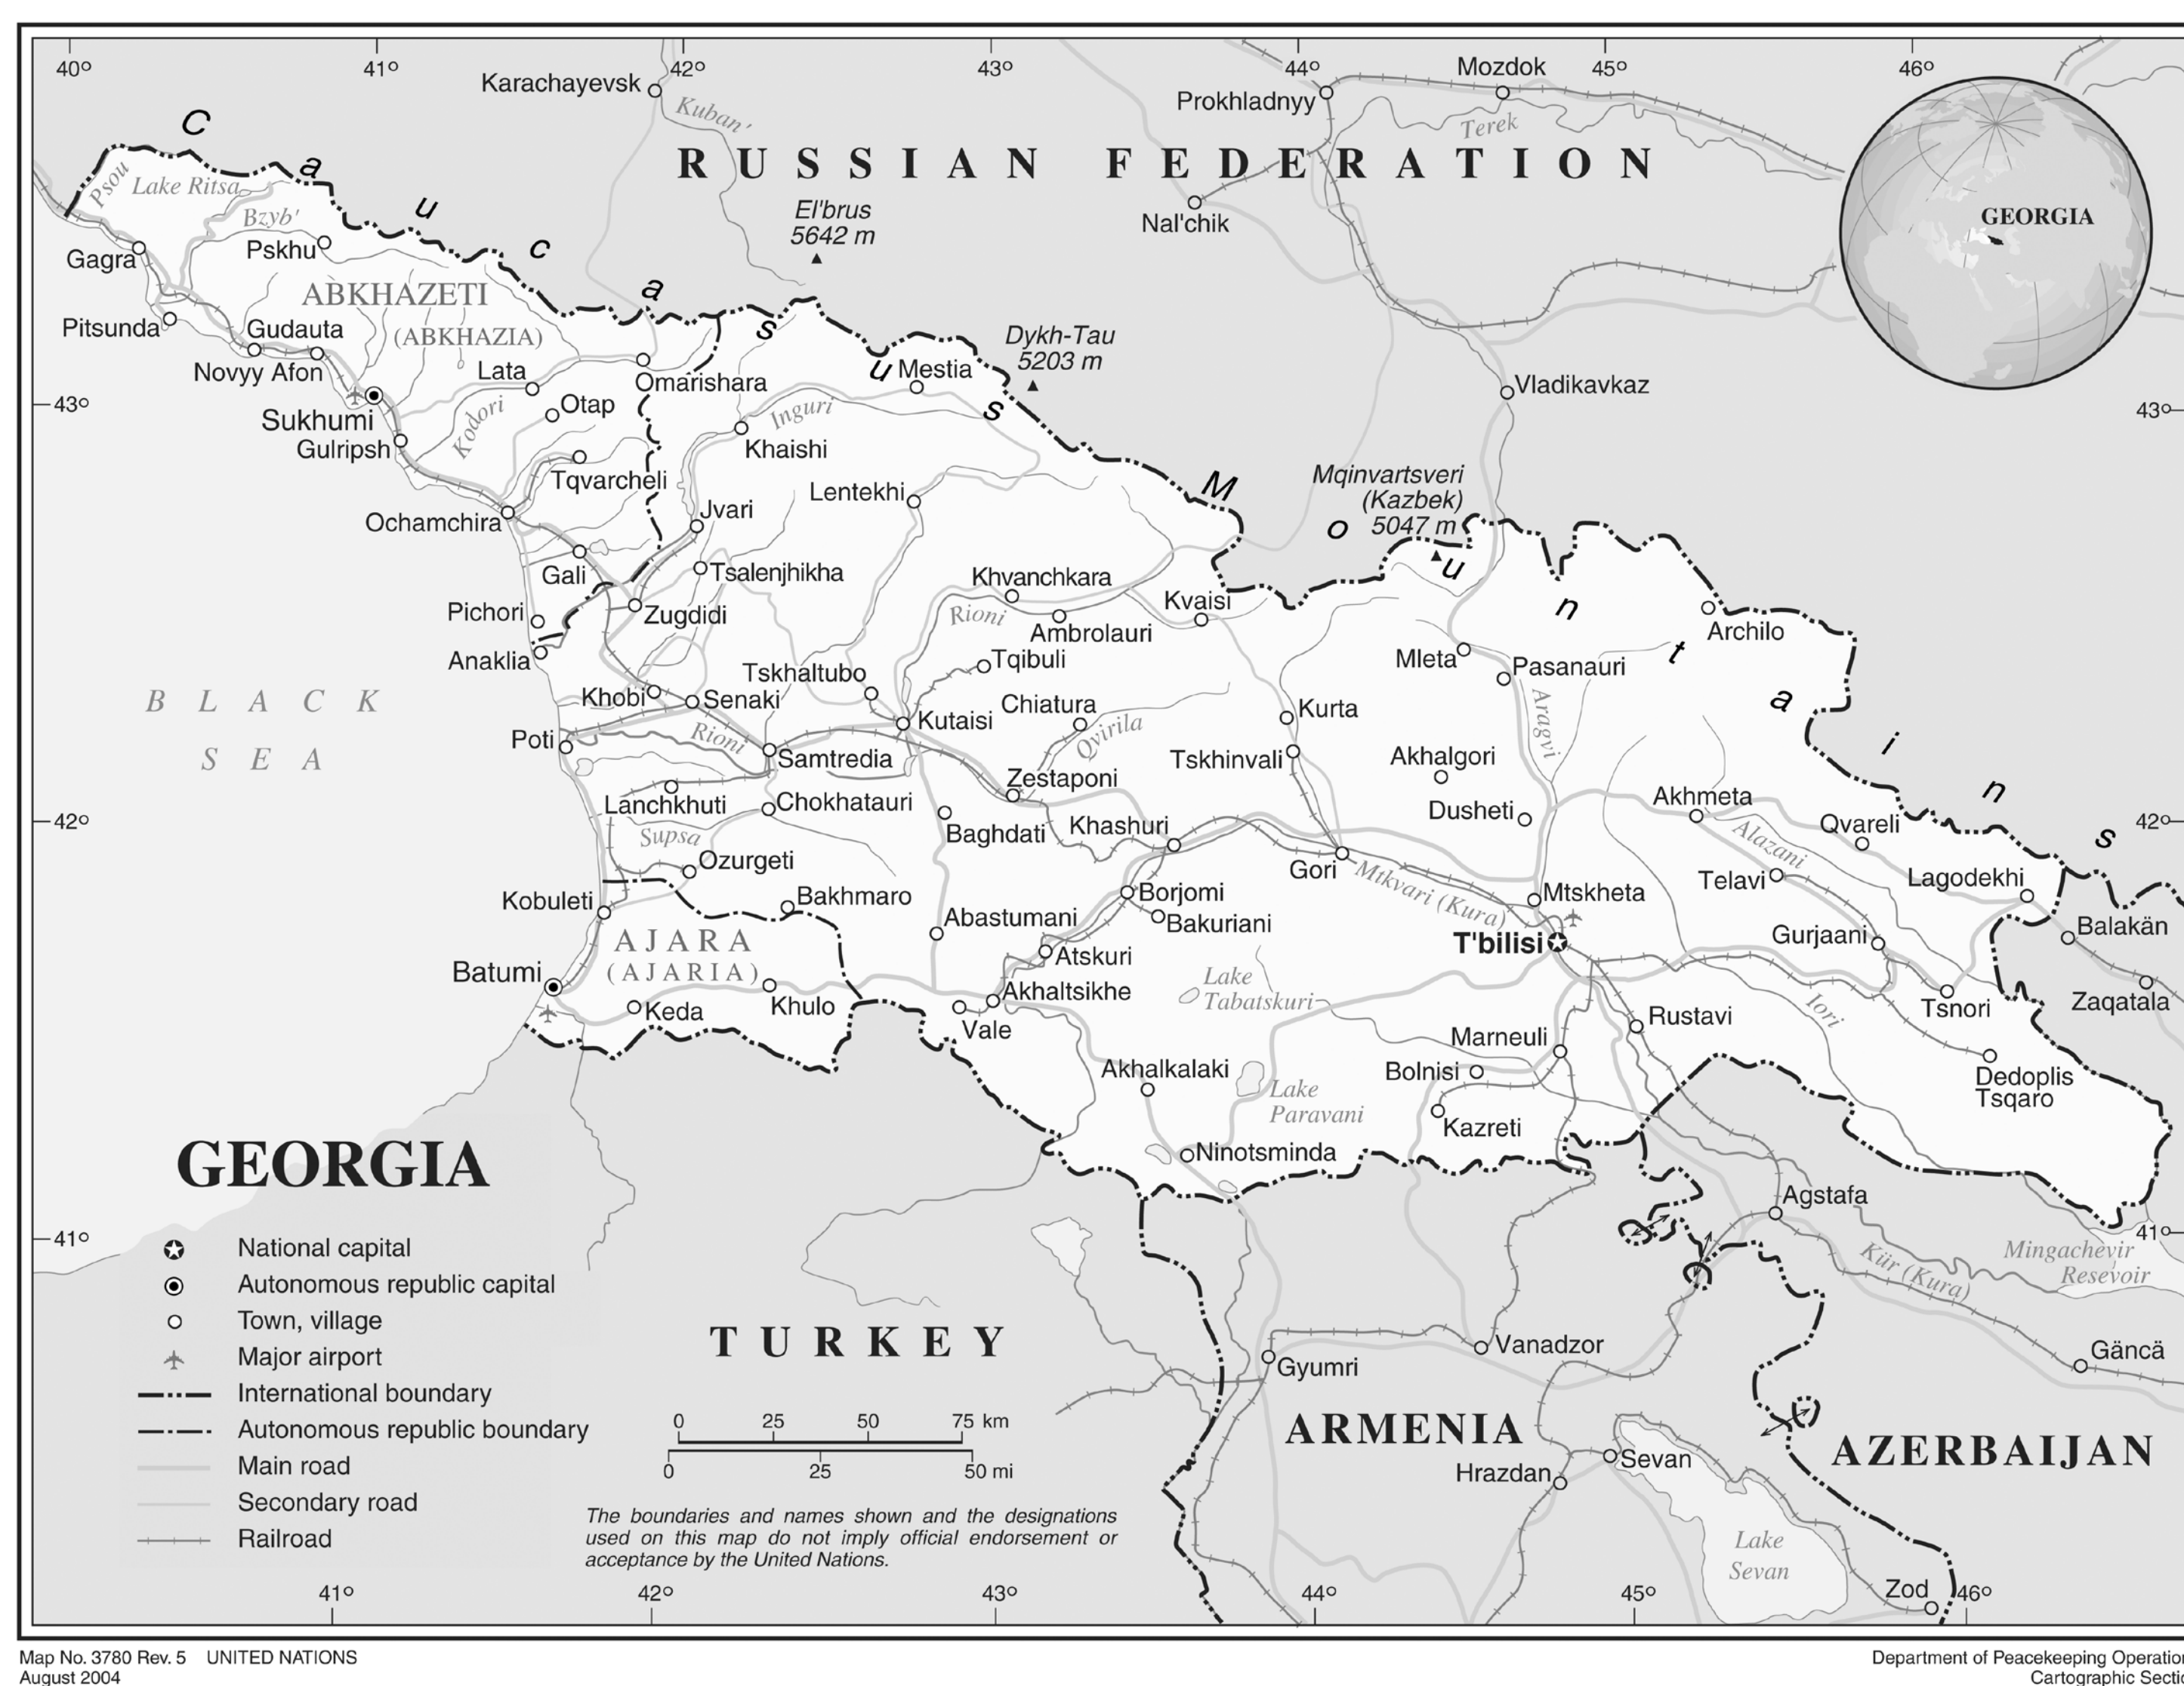 40°
41°
42°
43°
44°
45°
46°
Karachayevsk
Kuban'
Prokhladnyy
Mozdok
Terek
RUSSIAN FEDERATION
Caucasus Mountains
Psou
Lake Ritsa
Bzyb'
Pskhu
Gagra
El'brus
5642 m
Nal'chik
GEORGIA
ABKHAZETI
(ABKHAZIA)
Pitsunda
Gudauta
Novyy Afon
Lata
Omarishara
Dykh-Tau
5203 m
Mestia
Vladikavkaz
43°
43°
Sukhumi
Otap
Kodori
Inguri
Gulripsh
Khaishi
Tqvarcheli
Lentekhi
Mqinvartsveri
(Kazbek)
5047 m
Ochamchira
Jvari
Gali
Tsalenjhikha
Khvanchkara
Kvaisi
Pichori
Zugdidi
Rioni
Ambrolauri
Archilo
Anaklia
Tqibuli
Mleta
Pasanauri
Tskhaltubo
BLACK
SEA
Khobi
Senaki
Kutaisi
Chiatura
Qvirila
Kurta
Aragvi
Poti
Rioni
Samtredia
Tskhinvali
Akhalgori
Zestaponi
Lanchkhuti
Chokhatauri
Dusheti
Akhmeta
42°
42°
Supsa
Baghdati
Khashuri
Qvareli
Alazani
Ozurgeti
Gori
Mtkvari (Kura)
Telavi
Lagodekhi
Kobuleti
Bakhmaro
Borjomi
Mtskheta
Abastumani
Bakuriani
Balakän
AJARA
(AJARIA)
T'bilisi
Gurjaani
Atskuri
Batumi
Lake
Tabatskuri
Keda
Khulo
Akhaltsikhe
Vale
Tsnori
Zaqatala
Iori
Rustavi
Marneuli
Akhalkalaki
Bolnisi
Lake
Paravani
Dedoplis
Tsqaro
Kazreti
Ninotsminda
GEORGIA
Agstafa
41°
41°
National capital
Autonomous republic capital
Town, village
Major airport
International boundary
Autonomous republic boundary
Main road
Secondary road
Railroad
Mingachevir
Resevoir
Kür (Kura)
TURKEY
Vanadzor
Gyumri
Gäncä
0 25 50 75 km
0 25 50 mi
ARMENIA
AZERBAIJAN
Sevan
Hrazdan
The boundaries and names shown and the designations
used on this map do not imply official endorsement or
acceptance by the United Nations.
Lake
Sevan
Zod
41°
42°
43°
44°
45°
46°
Map No. 3780 Rev. 5 UNITED NATIONS
August 2004
Department of Peacekeeping Operation
Cartographic Secti